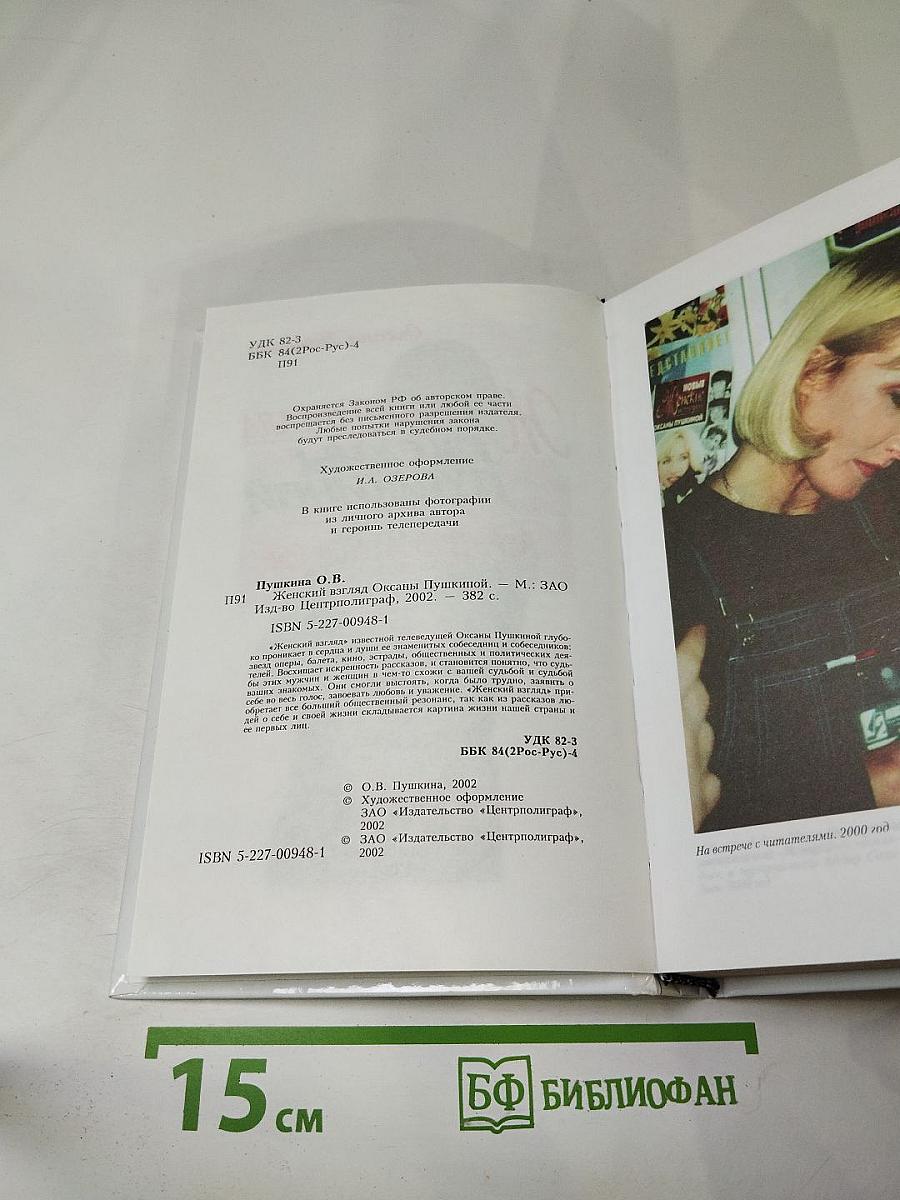 УДК 82-3
ББК 84(2Рос-Рус)-4
П91
Охраняется Законом РФ об авторском праве.
Воспроизведение всей книги или любой ее части
воспрещается без письменного разрешения издателя.
Любые попытки нарушения закона
будут преследоваться в судебном порядке.
Художественное оформление
И.А. ОЗЕРОВА
В книге использованы фотографии
из личного архива автора
и героинь телепередачи
Пушкина О.В.
П91 Женский взгляд Оксаны Пушкиной. — М.: ЗАО
Изд-во Центрполиграф, 2002. — 382 с.
ISBN 5-227-00948-1
«Женский взгляд» известной телеведущей Оксаны Пушкиной глубо-
ко проникает в сердца и души ее знаменитых собеседниц и собеседников:
звезд оперы, балета, кино, эстрады, общественных и политических дея-
телей. Восхищает искренность рассказов, и становится понятно, что судь-
бы этих мужчин и женщин в чем-то схожи с вашей судьбой и судьбой
ваших знакомых. Они смогли выстоять, когда было трудно, заявить о
себе во весь голос, завоевать любовь и уважение. «Женский взгляд» при-
обретает все больший общественный резонанс, так как из рассказов лю-
дей о себе и своей жизни складывается картина жизни нашей страны и
ее первых лиц.
УДК 82-3
ББК 84(2Рос-Рус)-4
© О.В. Пушкина, 2002
© Художественное оформление
ЗАО «Издательство «Центрполиграф»,
2002
© ЗАО «Издательство «Центрполиграф»,
2002
ISBN 5-227-00948-1
НОВЫЕ
Женские
ОКСАНЫ ПУШКИНОЙ
На встрече с читателями. 2000 год
15 см
БФ БИБЛИОФАН